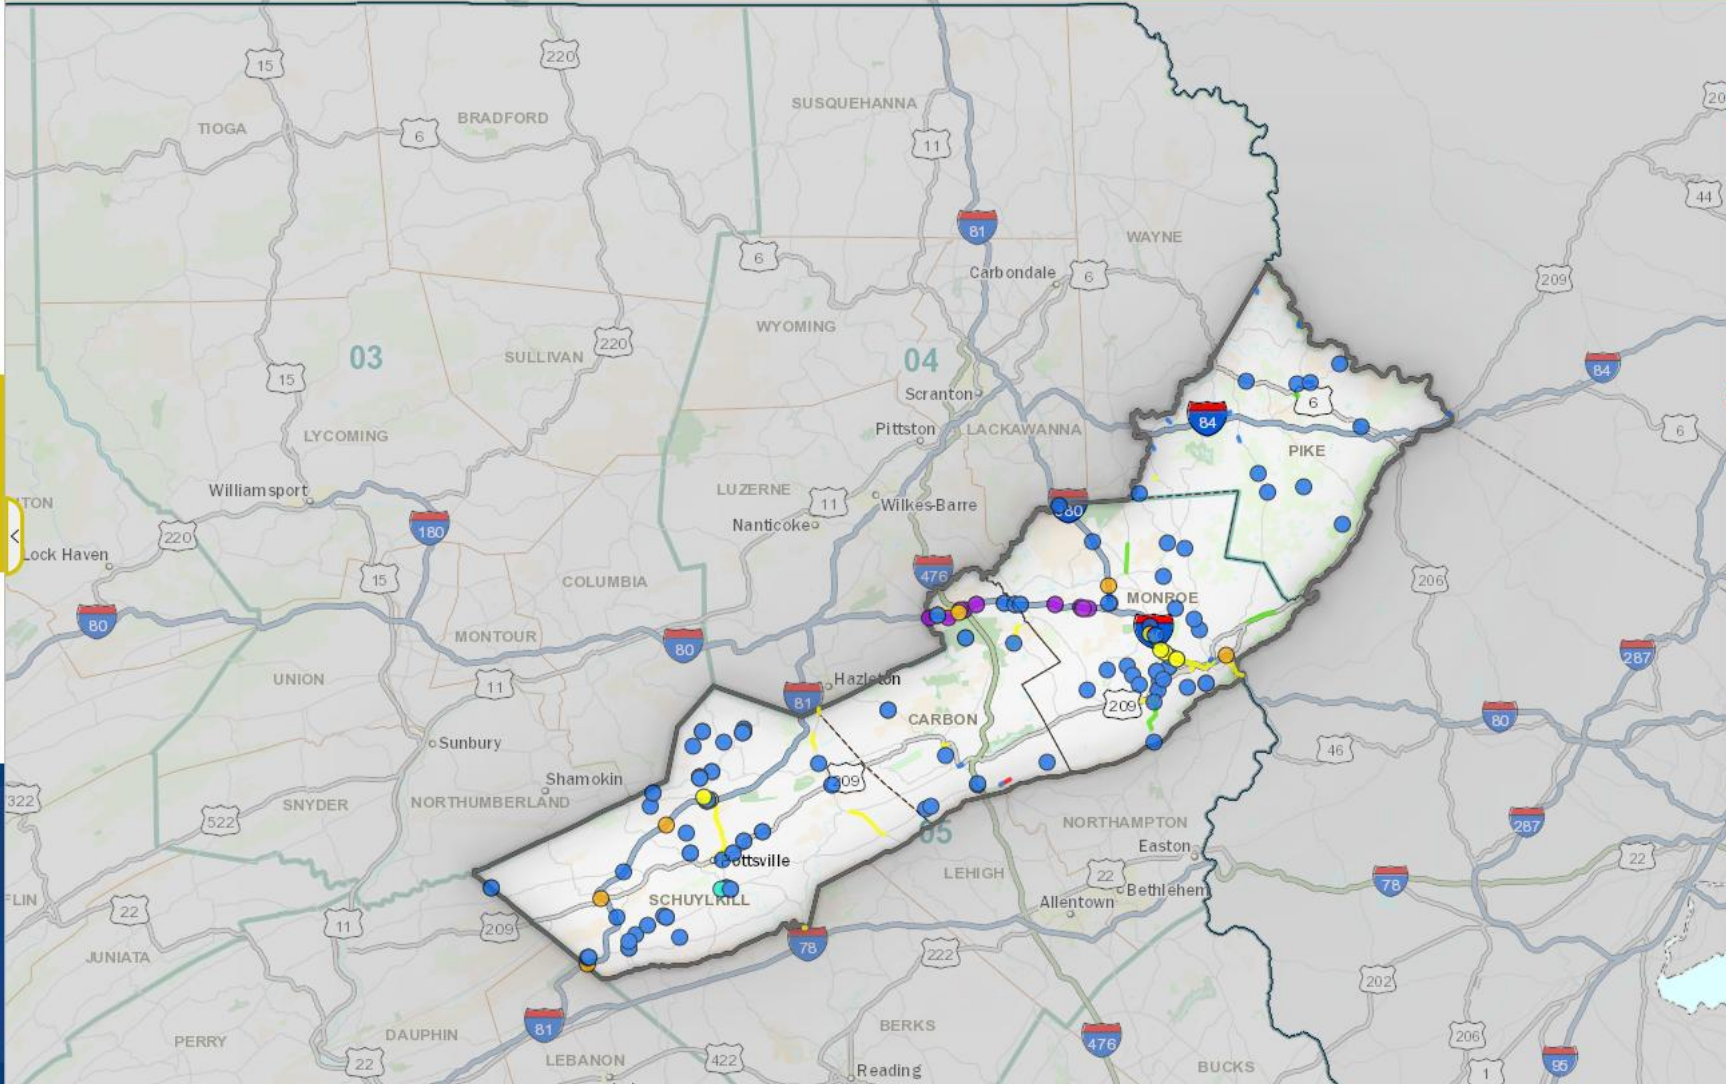 15
220
20
SUSQUEHANNA
BRADFORD
TIOGA
6
11
44
81
WAYNE
6
Carbondale
6
209
WYOMING
220
SULLIVAN
03
04
15
84
Scranton
6
84
Pittston
LACKAWANNA
6
LYCOMING
PIKE
Williamsport
LUZERNE
11
Wilkes-Barre
Nanticoke
180
220
Lock Haven
476
15
COLUMBIA
206
MONROE
80
MONTOUR
80
287
UNION
11
Hazleton
81
209
CARBON
80
Sunbury
46
Shamokin
209
322
SNYDER
NORTHUMBERLAND
522
NORTHAMPTON
287
05
Easton
Pottsville
22
LEHIGH
22
Bethlehem
78
SCHUYLKILL
Allentown
22
11
209
78
222
JUNIATA
202
81
BERKS
DAUPHIN
PERRY
476
206
LEBANON
422
22
95
BUCKS
Reading
1